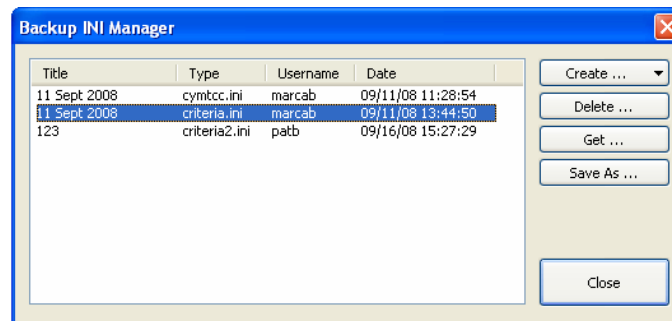 Backup INI Manager
Title Type Username Date
11 Sept 2008 cymtcc.ini marcab 09/11/08 11:28:54
11 Sept 2008 criteria.ini marcab 09/11/08 13:44:50
123 criteria2.ini patb 09/16/08 15:27:29
Create ...
Delete ...
Get ...
Save As ...
Close